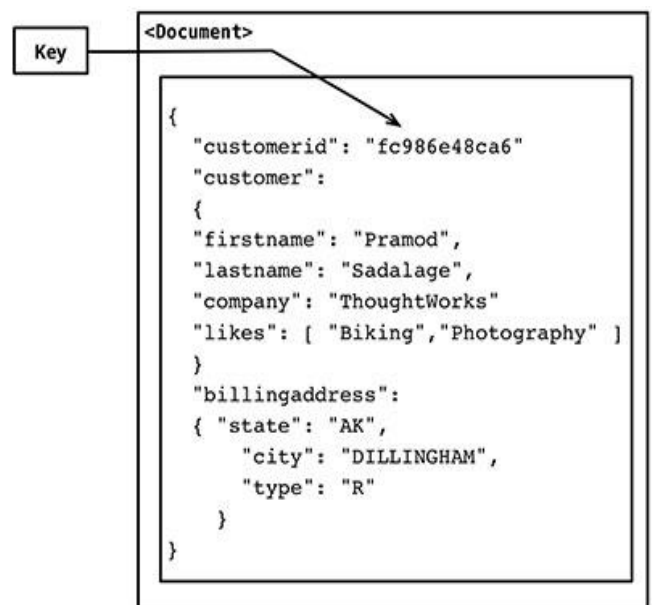 <Document>
Key
{
"customerid": "fc986e48ca6"
"customer":
{
"firstname": "Pramod",
"lastname": "Sadalage",
"company": "ThoughtWorks"
"likes": [ "Biking","Photography" ]
}
"billingaddress":
{ "state": "AK",
"city": "DILLINGHAM",
"type": "R"
}
}